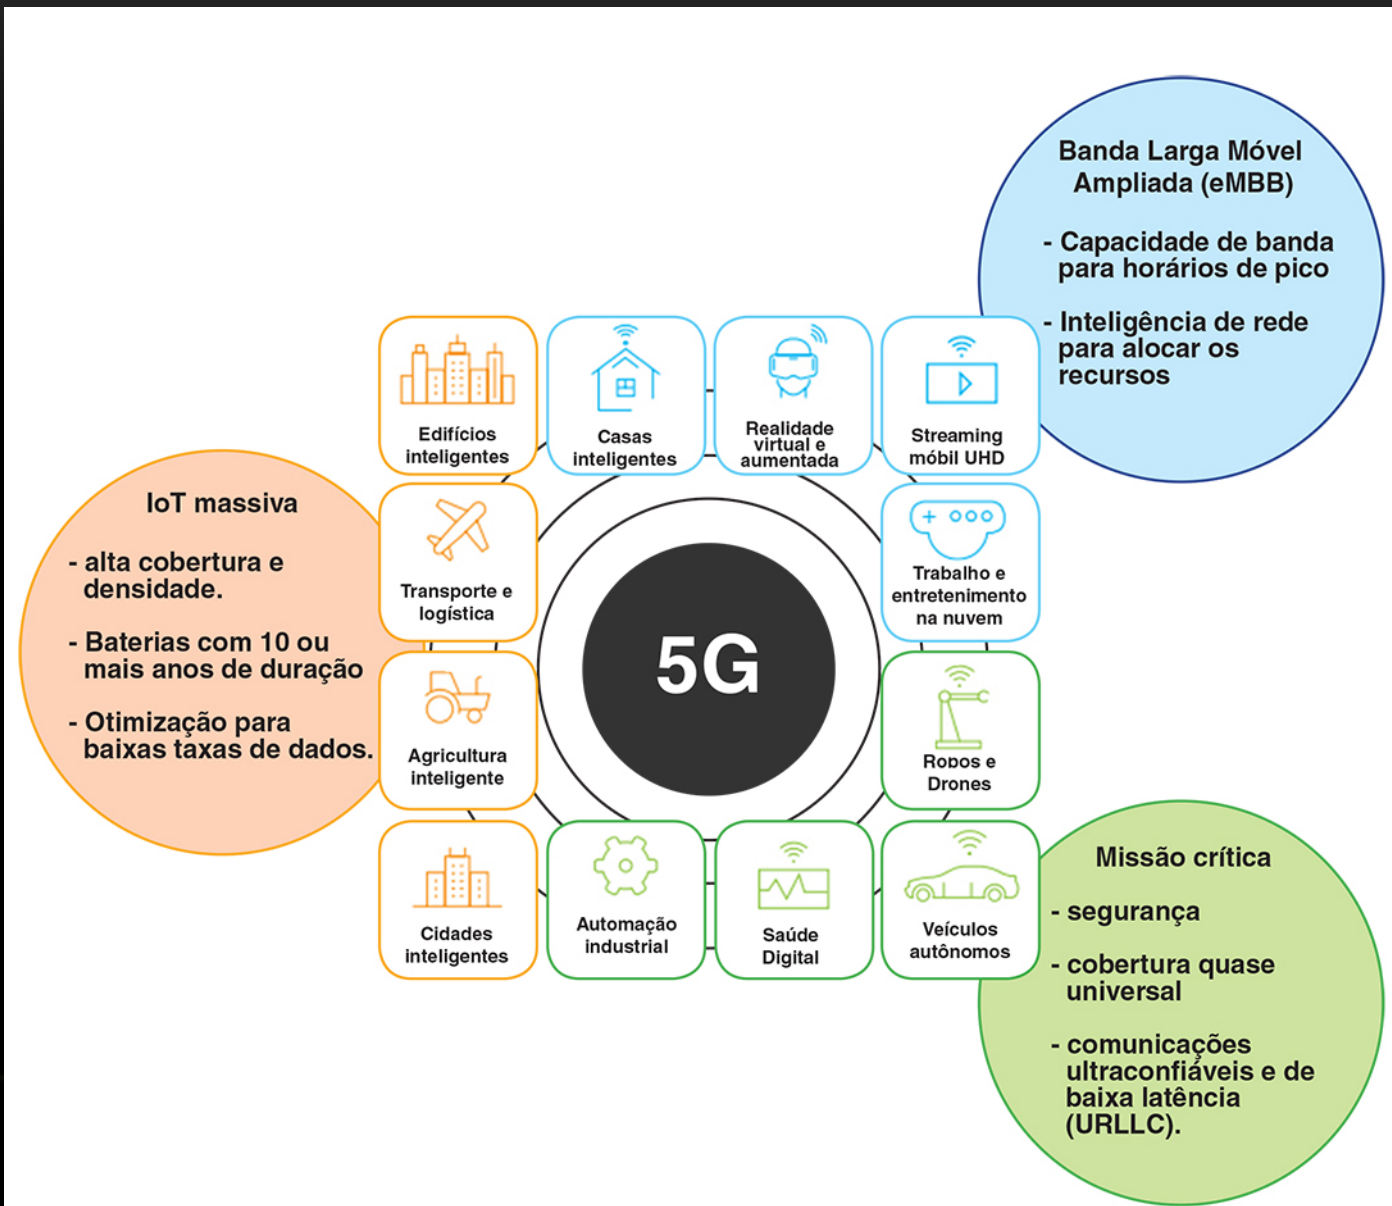 Banda Larga Móvel
Ampliada (eMBB)
- Capacidade de banda
para horários de pico
- Inteligência de rede
para alocar os
recursos
Edifícios
inteligentes
Casas
inteligentes
Realidade
virtual e
aumentada
Streaming
móbil UHD
IoT massiva
- alta cobertura e
densidade.
- Baterias com 10 ou
mais anos de duração
- Otimização para
baixas taxas de dados.
Transporte e
logística
5G
Trabalho e
entretenimento
na nuvem
Agricultura
inteligente
Robos e
Drones
Cidades
inteligentes
Automação
industrial
Saúde
Digital
Veículos
autônomos
Missão crítica
- segurança
- cobertura quase
universal
- comunicações
ultraconfiáveis e de
baixa latência
(URLLC).